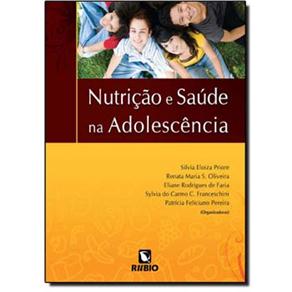 Nutrição e Saúde
na Adolescência
Silvia Eloiza Priore
Renata Maria S. Oliveira
Eliane Rodrigues de Faria
Sylvia do Carmo C. Franceschini
Patrícia Feliciano Pereira
(Organizadoras)
RUBIO